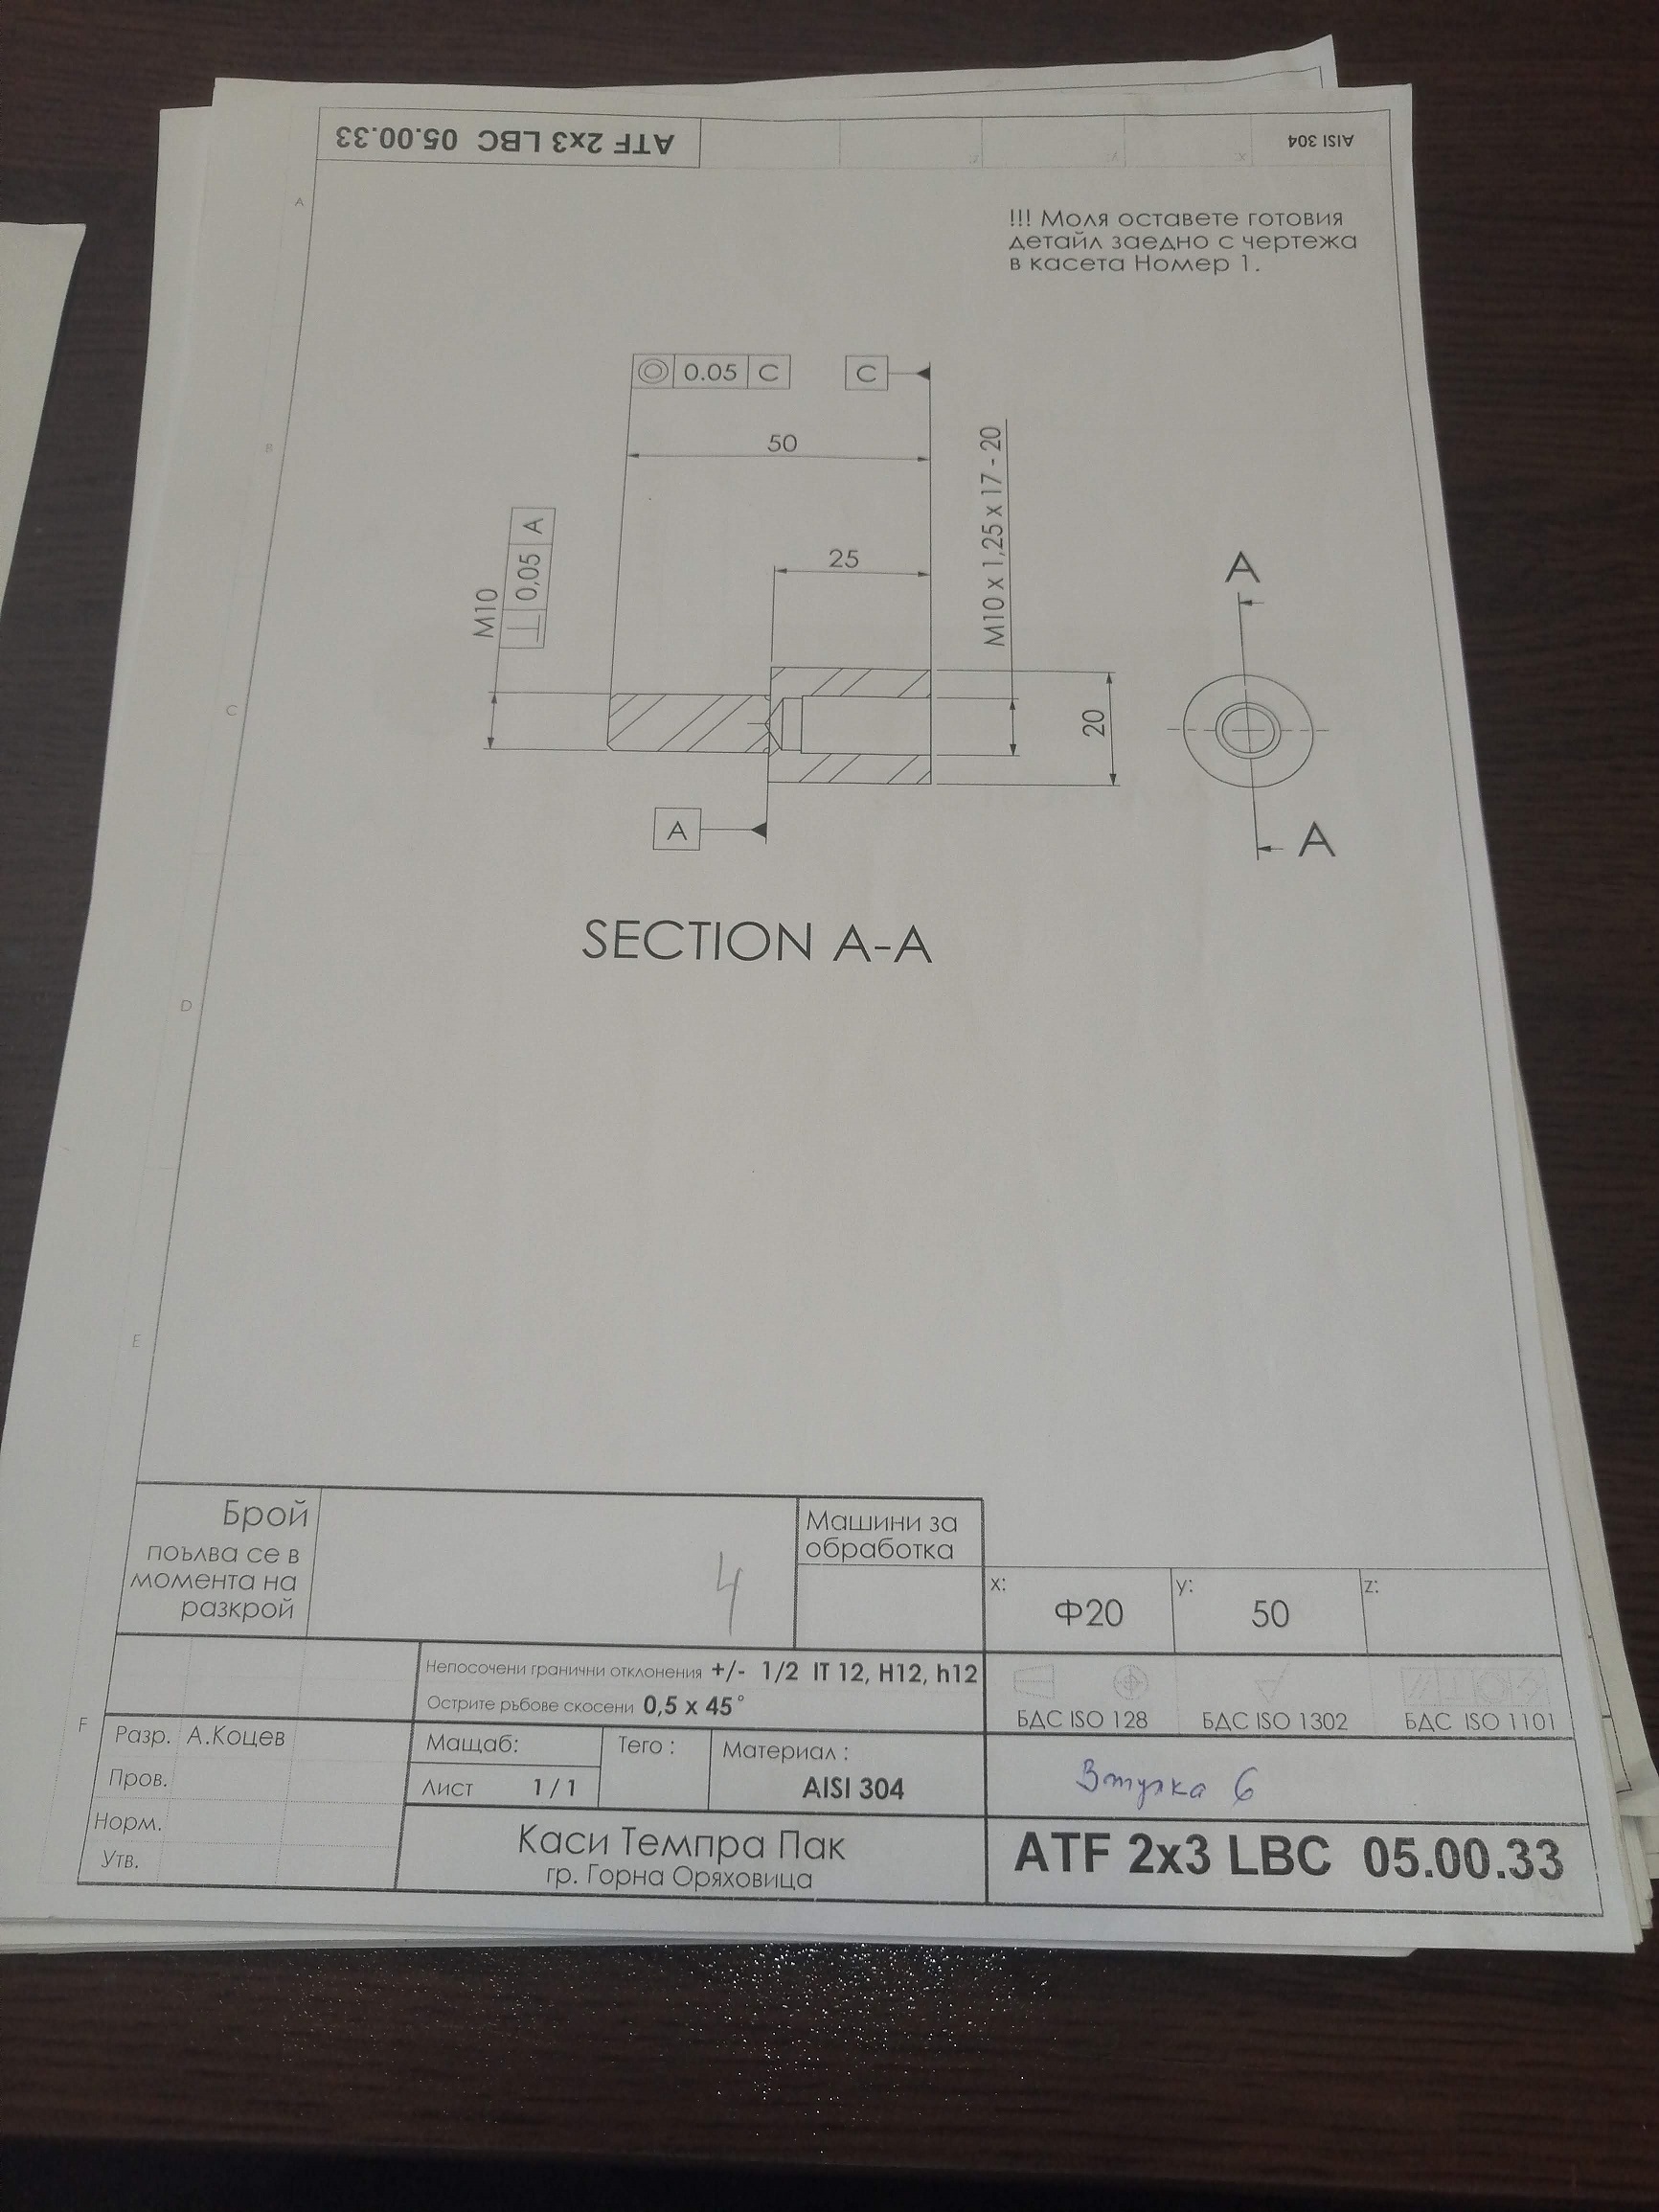 ATF 2x3 LBC 05.00.33
AISI 304
!!! Моля оставете готовия
детайл заедно с чертежа
в касета Номер 1.
A
B
C
D
E
F
0.05 C
C
50
M10 x 1,25 x 17 - 20
M10
0,05 A
25
A
20
A
A
SECTION A-A
Брой
поълва се в
момента на
разкрой
4
Машини за
обработка
x:
Ф20
y:
50
z:
Непосочени гранични отклонения +/- 1/2 IT 12, H12, h12
Острите ръбове скосени 0,5 x 45°
БДС ISO 128
БДС ISO 1302
БДС ISO 1101
Разр. А.Коцев
Пров.
Норм.
Утв.
Мащаб:
Лист 1 / 1
Тегло :
Материал :
AISI 304
Втулка 6
Каси Темпра Пак
гр. Горна Оряховица
ATF 2x3 LBC 05.00.33